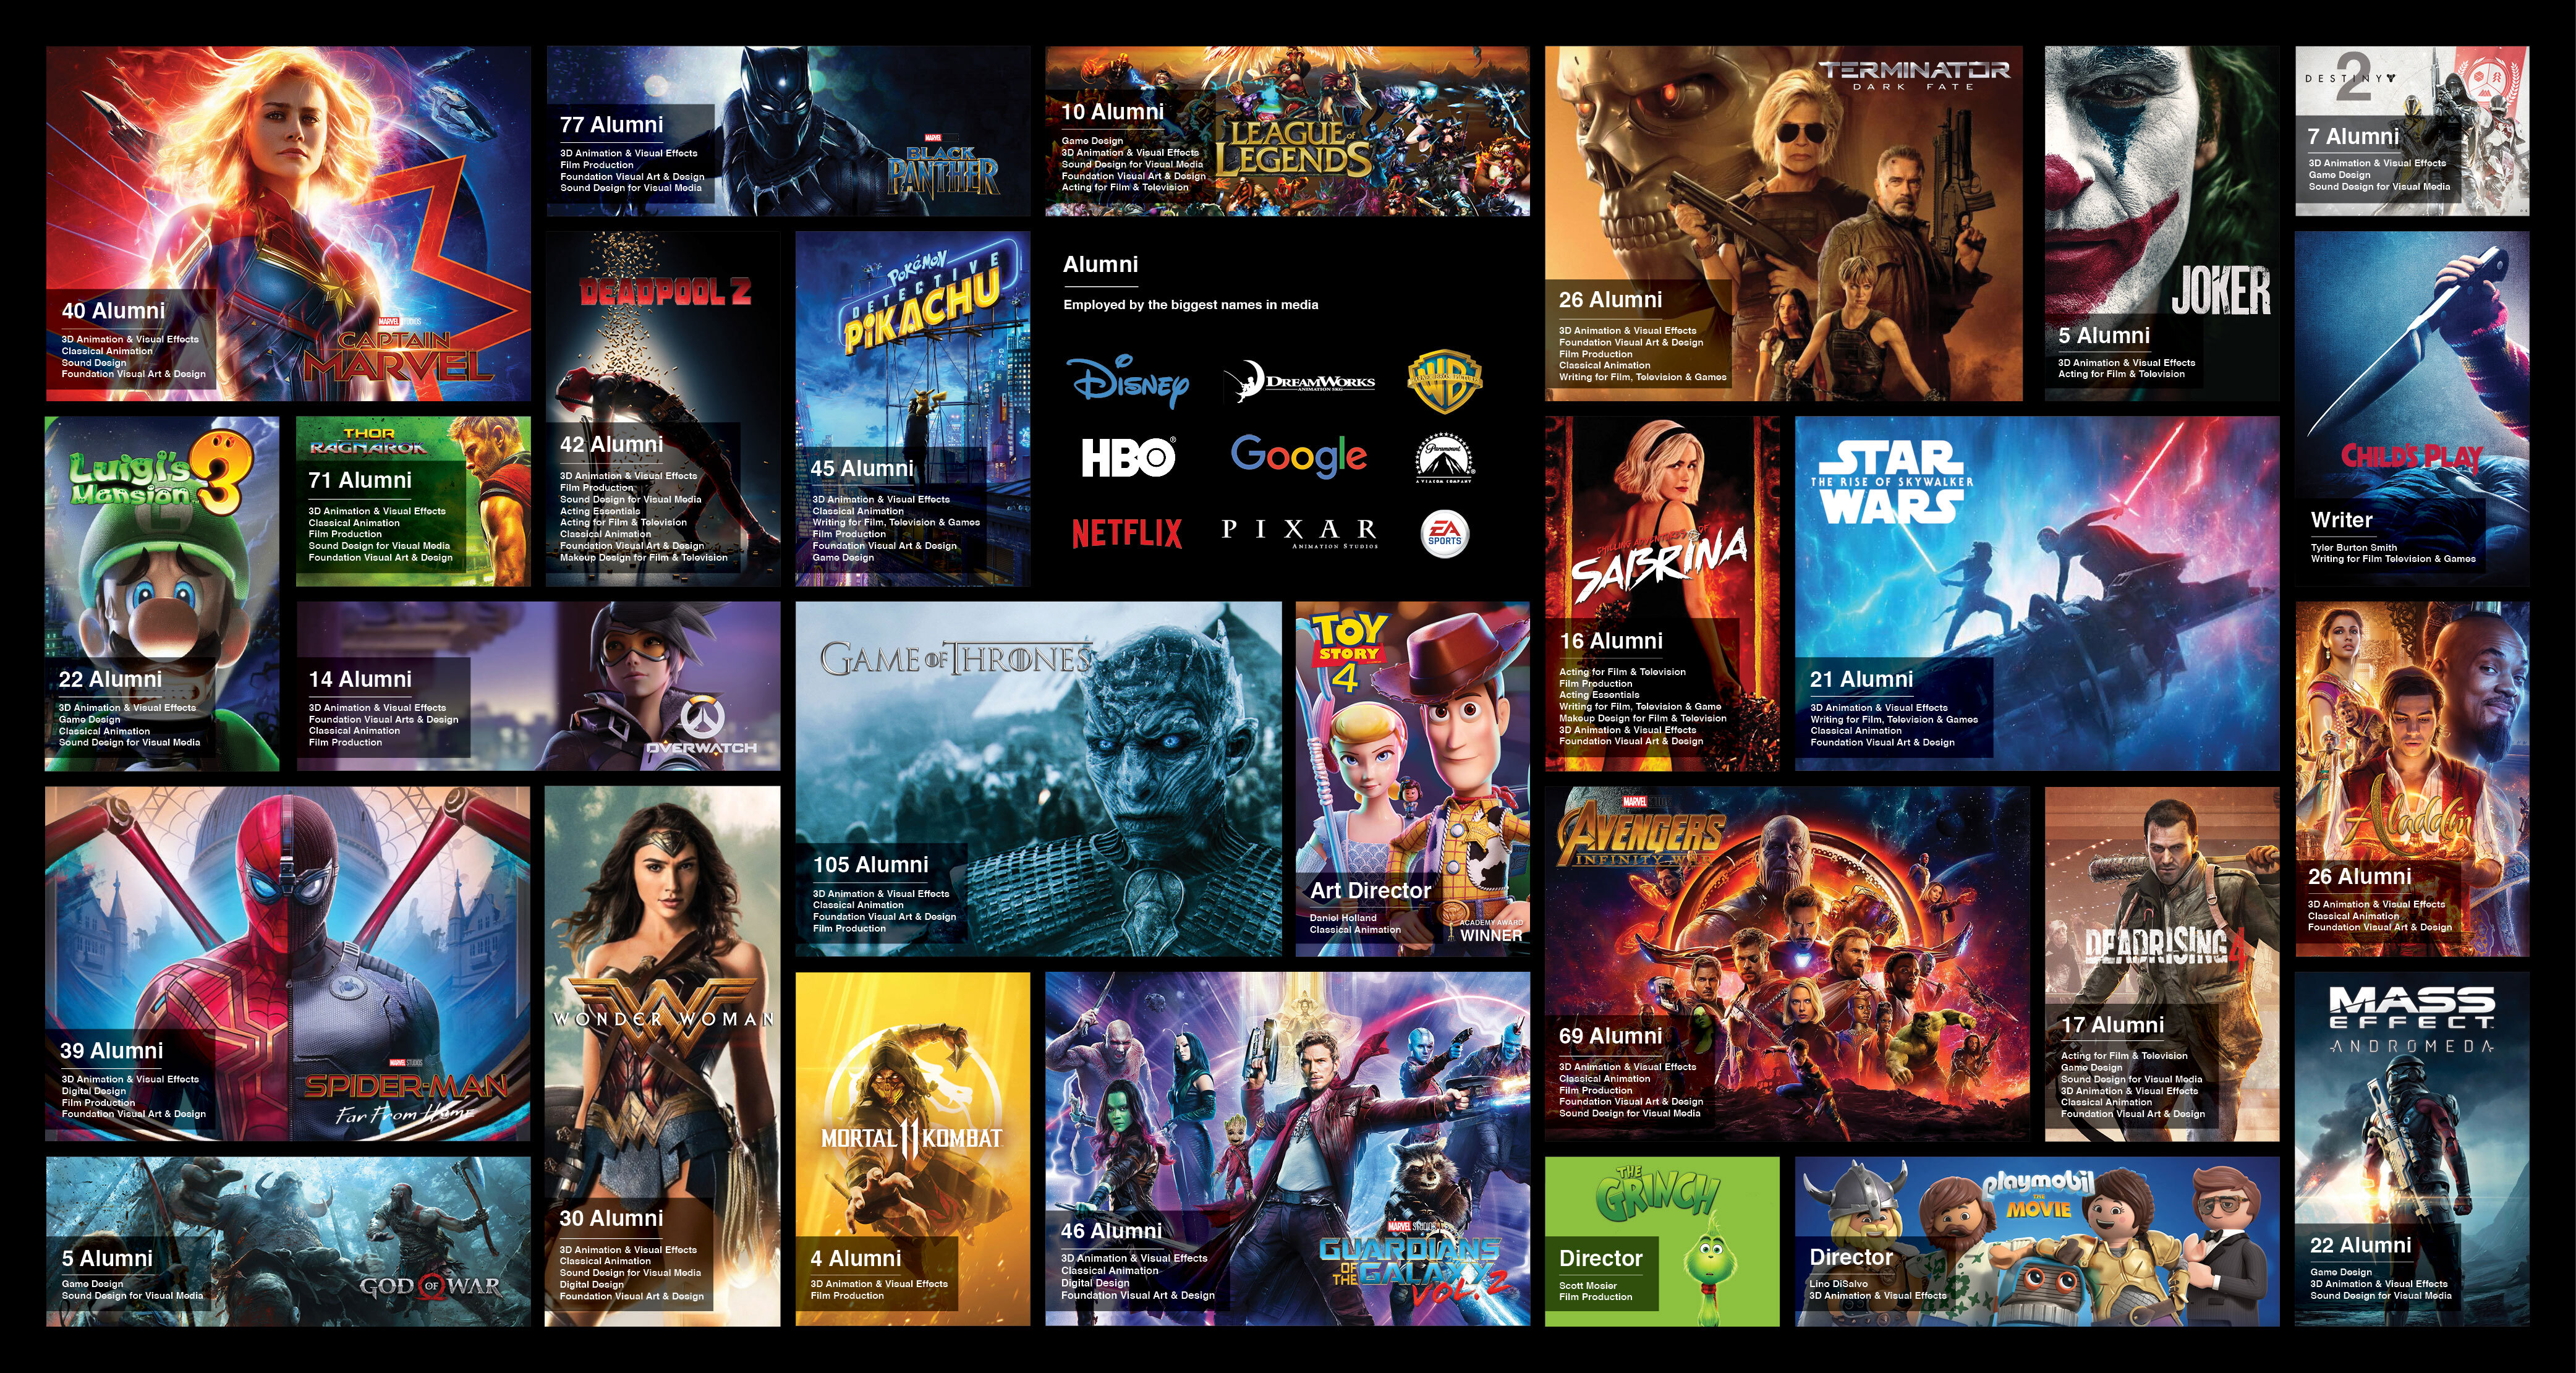 MARVEL STUDIOS
CAPTAIN
MARVEL
40 Alumni
3D Animation & Visual Effects
Classical Animation
Sound Design
Foundation Visual Art & Design
77 Alumni
3D Animation & Visual Effects
Film Production
Foundation Visual Art & Design
Sound Design for Visual Media
MARVEL
BLACK
PANTHER
10 Alumni
Game Design
3D Animation & Visual Effects
Sound Design for Visual Media
Foundation Visual Art & Design
Acting for Film & Television
LEAGUE of
LEGENDS
TERMINATOR
DARK FATE
26 Alumni
3D Animation & Visual Effects
Foundation Visual Art & Design
Film Production
Classical Animation
Writing for Film, Television & Games
JOKER
5 Alumni
3D Animation & Visual Effects
Acting for Film & Television
DESTINY 2
7 Alumni
3D Animation & Visual Effects
Game Design
Sound Design for Visual Media
DEADPOOL 2
42 Alumni
3D Animation & Visual Effects
Film Production
Sound Design for Visual Media
Acting Essentials
Acting for Film & Television
Classical Animation
Foundation Visual Art & Design
Makeup Design for Film & Television
POKÉMON
DETECTIVE
PIKACHU
45 Alumni
3D Animation & Visual Effects
Classical Animation
Writing for Film, Television & Games
Film Production
Foundation Visual Art & Design
Game Design
Alumni
Employed by the biggest names in media
DISNEY
DREAMWORKS
ANIMATION SKG
WB
HBO®
Google
Paramount
A VIACOM COMPANY
NETFLIX
PIXAR
ANIMATION STUDIOS
EA
SPORTS
CHILD'S PLAY
Writer
Tyler Burton Smith
Writing for Film Television & Games
Luigi's
Mansion 3
L
22 Alumni
3D Animation & Visual Effects
Game Design
Classical Animation
Sound Design for Visual Media
THOR
RAGNAROK
71 Alumni
3D Animation & Visual Effects
Classical Animation
Film Production
Sound Design for Visual Media
Foundation Visual Art & Design
14 Alumni
3D Animation & Visual Effects
Foundation Visual Arts & Design
Classical Animation
Film Production
OVERWATCH
GAME OF THRONES
105 Alumni
3D Animation & Visual Effects
Classical Animation
Foundation Visual Art & Design
Film Production
TOY
STORY
4
Art Director
Daniel Holland
Classical Animation
ACADEMY AWARD
WINNER
CHILLING ADVENTURES OF
SABRINA
16 Alumni
Acting for Film & Television
Film Production
Acting Essentials
Writing for Film, Television & Game
Makeup Design for Film & Television
3D Animation & Visual Effects
Foundation Visual Art & Design
STAR
THE RISE OF SKYWALKER
WARS
21 Alumni
3D Animation & Visual Effects
Writing for Film, Television & Games
Classical Animation
Foundation Visual Art & Design
Aladdin
26 Alumni
3D Animation & Visual Effects
Classical Animation
Foundation Visual Art & Design
39 Alumni
3D Animation & Visual Effects
Digital Design
Film Production
Foundation Visual Art & Design
MARVEL STUDIOS
SPIDER-MAN
Far From Home
WONDER WOMAN
30 Alumni
3D Animation & Visual Effects
Classical Animation
Sound Design for Visual Media
Digital Design
Foundation Visual Art & Design
MORTAL 11 KOMBAT
4 Alumni
3D Animation & Visual Effects
Film Production
46 Alumni
3D Animation & Visual Effects
Classical Animation
Digital Design
Foundation Visual Art & Design
MARVEL STUDIOS
GUARDIANS
OF THE GALAXY
VOL. 2
MARVEL
AVENGERS
INFINITY WAR
69 Alumni
3D Animation & Visual Effects
Classical Animation
Film Production
Foundation Visual Art & Design
Sound Design for Visual Media
DEADRISING 4
17 Alumni
Acting for Film & Television
Game Design
Sound Design for Visual Media
3D Animation & Visual Effects
Classical Animation
Foundation Visual Art & Design
MASS
EFFECT
ANDROMEDA
22 Alumni
Game Design
3D Animation & Visual Effects
Sound Design for Visual Media
5 Alumni
Game Design
Sound Design for Visual Media
GOD OF WAR
THE
GRINCH
Director
Scott Mosier
Film Production
playmobil
THE
MOVIE
Director
Lino DiSalvo
3D Animation & Visual Effects